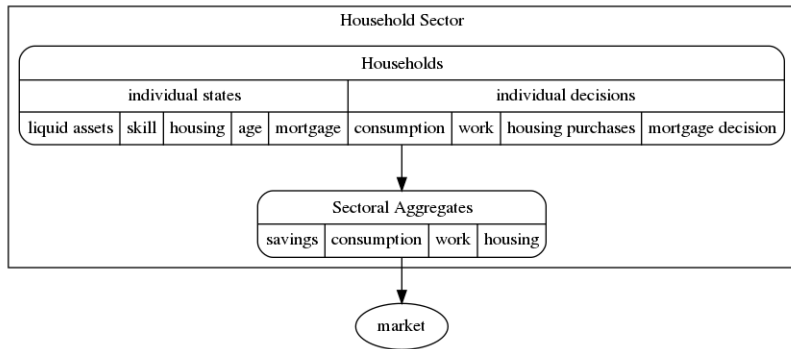 Household Sector
Households
individual states individual decisions
liquid assets skill housing age mortgage consumption work housing purchases mortgage decision
Sectoral Aggregates
savings consumption work housing
market